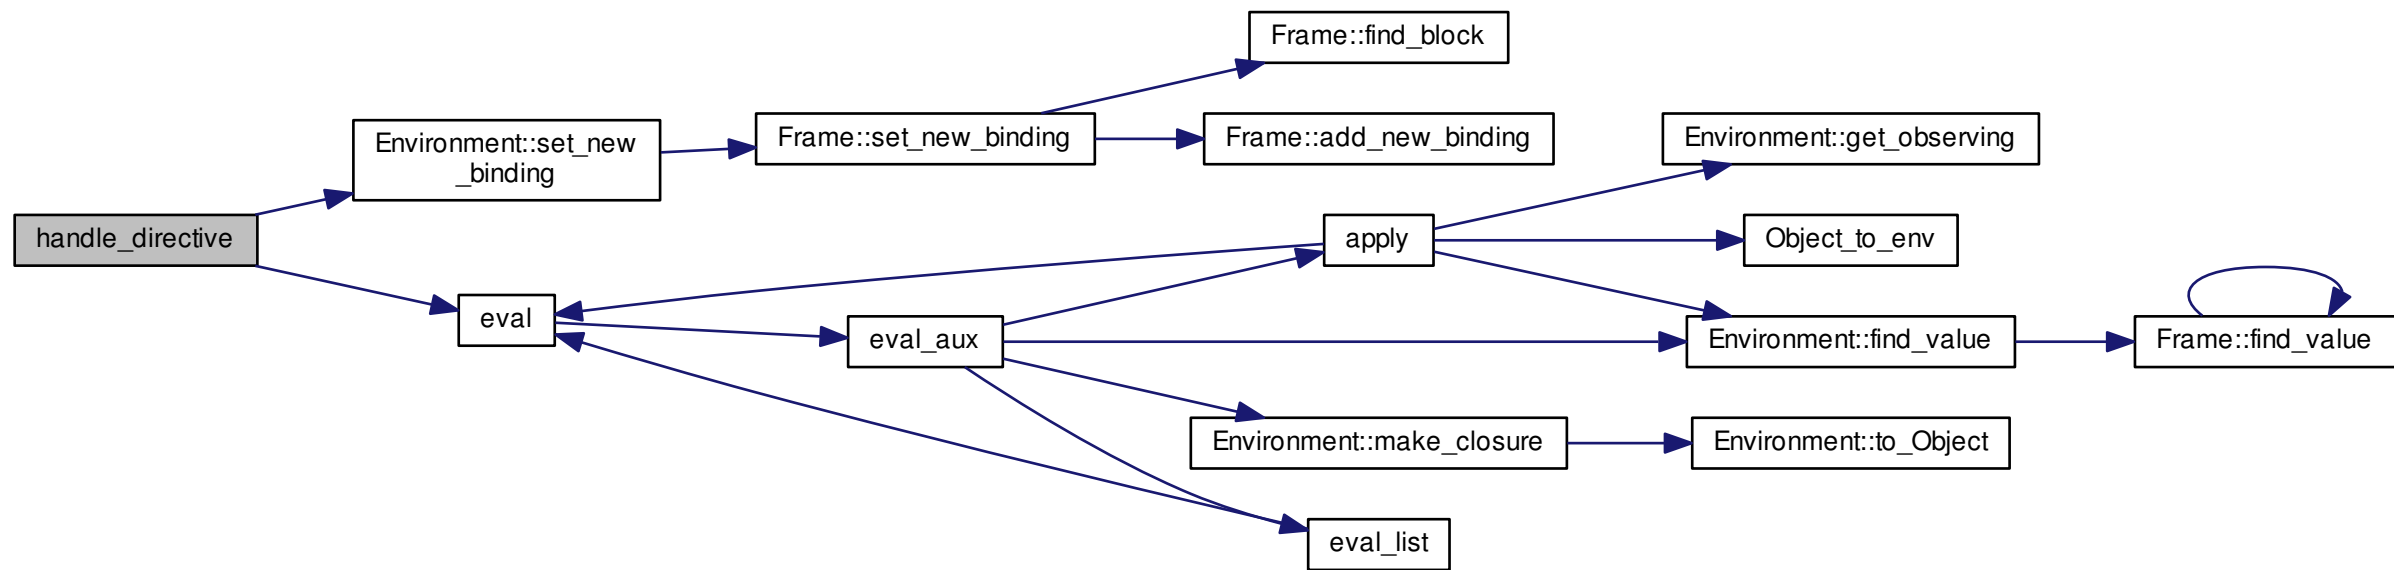 Frame::find_block
Environment::set_new
_binding
Frame::set_new_binding
Frame::add_new_binding
Environment::get_observing
handle_directive
apply
Object_to_env
eval
eval_aux
Environment::find_value
Frame::find_value
Environment::make_closure
Environment::to_Object
eval_list